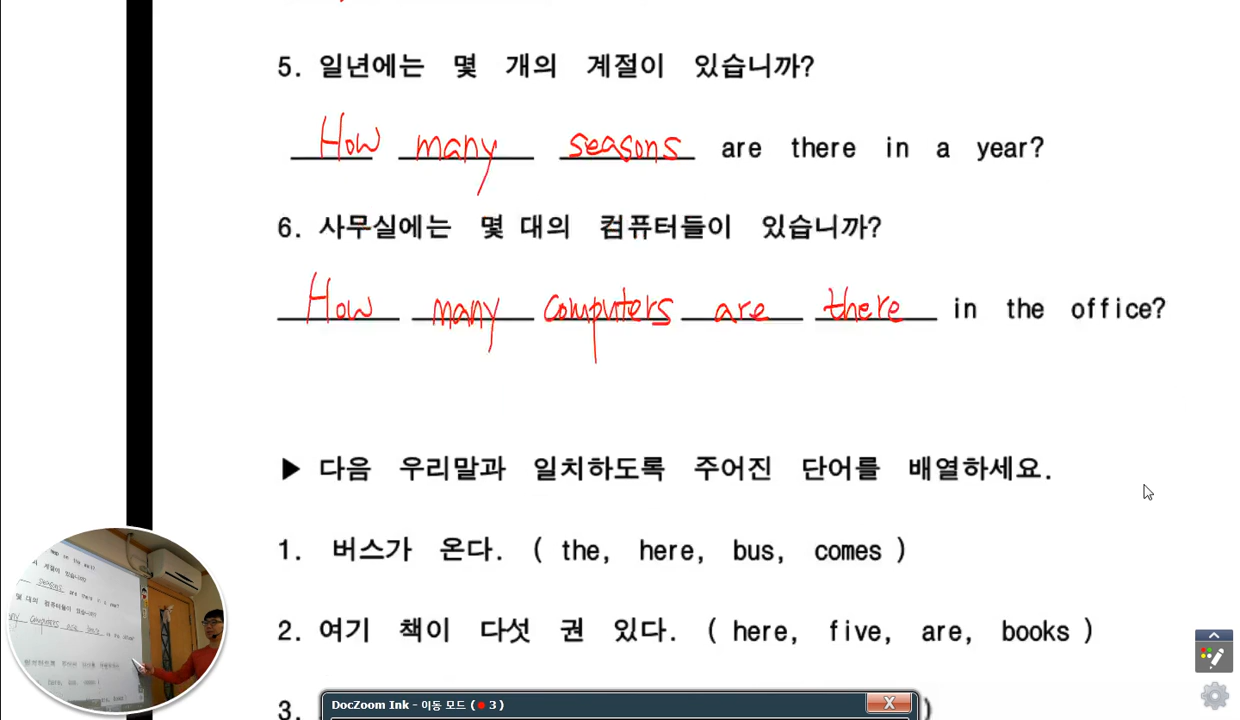 5. 일년에는 몇 개의 계절이 있습니까?
How many seasons are there in a year?
6. 사무실에는 몇 대의 컴퓨터들이 있습니까?
How many computers are there in the office?
▶ 다음 우리말과 일치하도록 주어진 단어를 배열하세요.
1. 버스가 온다. ( the, here, bus, comes )
2. 여기 책이 다섯 권 있다. ( here, five, are, books )
3. )
DocZoom Ink - 이동 모드 ( 3 )